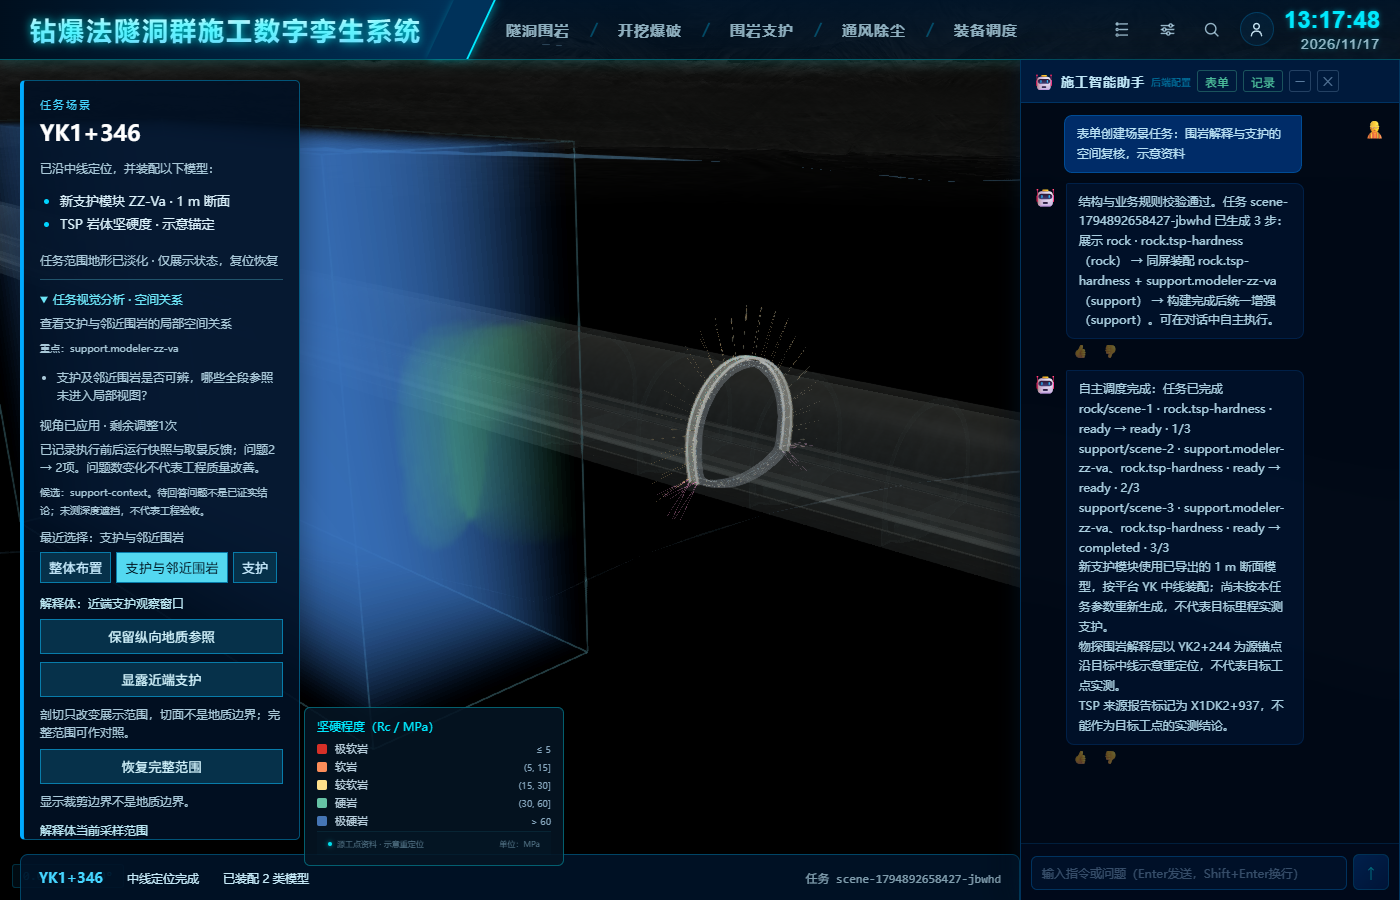 钻爆法隧洞群施工数字孪生系统
隧洞围岩 / 开挖爆破 / 围岩支护 / 通风除尘 / 装备调度
13:17:48
2026/11/17
任务场景
YK1+346
已沿中线定位，并装配以下模型：
• 新支护模块 ZZ-Va · 1 m 断面
• TSP 岩体坚硬度 · 示意锚定
任务范围地形已淡化 · 仅展示状态，复位恢复
▼ 任务视觉分析 · 空间关系
查看支护与邻近围岩的局部空间关系
重点：support.modeler-zz-va
• 支护及邻近围岩是否可辨，哪些全段参照
未进入局部视图？
视角已应用 · 剩余调整1次
已记录执行前后运行快照与取景反馈；问题2
→ 2项。问题数变化不代表工程质量改善。
候选：support-context。待回答问题不是已证实结
论；未测深度遮挡，不代表工程验收。
最近选择：支护与邻近围岩
整体布置 支护与邻近围岩 支护
解释体：近端支护观察窗口
保留纵向地质参照
显露近端支护
剖切只改变展示范围，切面不是地质边界；完
整范围可作对照。
恢复完整范围
显示裁剪边界不是地质边界。
解释体当前采样范围
坚硬程度（Rc / MPa）
极软岩 ≤ 5
软岩 (5, 15]
较软岩 (15, 30]
硬岩 (30, 60]
极硬岩 > 60
源工点资料 · 示意重定位 单位：MPa
YK1+346 中线定位完成 已装配 2 类模型 任务 scene-1794892658427-jbwhd
施工智能助手 后端配置 表单 记录
表单创建场景任务：围岩解释与支护的
空间复核，示意资料
结构与业务规则校验通过。任务 scene-
1794892658427-jbwhd 已生成 3 步：
展示 rock · rock.tsp-hardness
（rock） → 同屏装配 rock.tsp-
hardness + support.modeler-zz-va
（support） → 构建完成后统一增强
（support）。可在对话中自主执行。
自主调度完成：任务已完成
rock/scene-1 · rock.tsp-hardness ·
ready → ready · 1/3
support/scene-2 · support.modeler-
zz-va、rock.tsp-hardness · ready →
ready · 2/3
support/scene-3 · support.modeler-
zz-va、rock.tsp-hardness · ready →
completed · 3/3
新支护模块使用已导出的 1 m 断面模
型，按平台 YK 中线装配；尚未按本任
务参数重新生成，不代表目标里程实测
支护。
物探围岩解释层以 YK2+244 为源锚点
沿目标中线示意重定位，不代表目标工
点实测。
TSP 来源报告标记为 X1DK2+937，不
能作为目标工点的实测结论。
输入指令或问题（Enter发送，Shift+Enter换行）